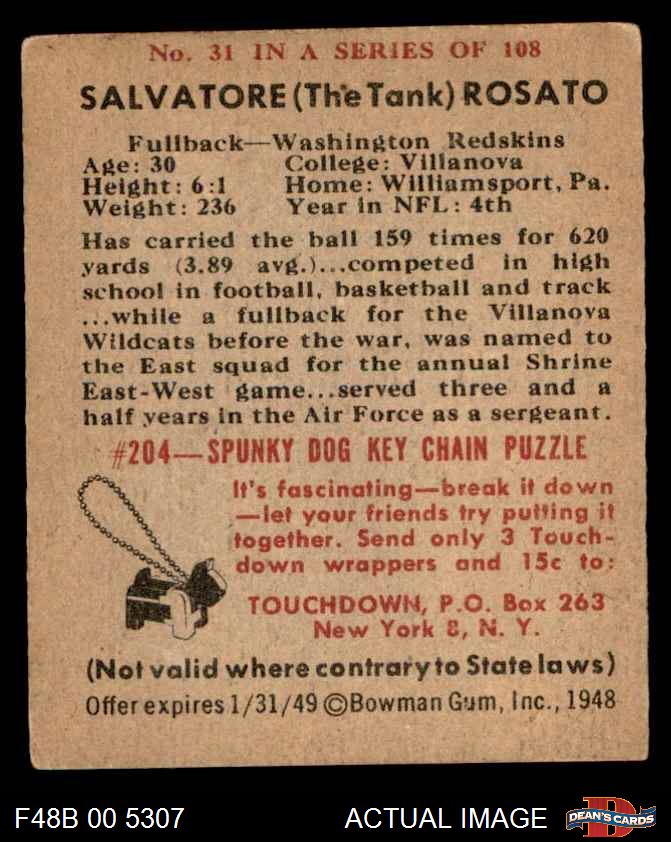 No. 31 IN A SERIES OF 108
SALVATORE (The Tank) ROSATO
Fullback—Washington Redskins
Age: 30 College: Villanova
Height: 6:1 Home: Williamsport, Pa.
Weight: 236 Year in NFL: 4th
Has carried the ball 159 times for 620
yards (3.89 avg.)...competed in high
school in football, basketball and track
...while a fullback for the Villanova
Wildcats before the war, was named to
the East squad for the annual Shrine
East-West game...served three and a
half years in the Air Force as a sergeant.
#204—SPUNKY DOG KEY CHAIN PUZZLE
It's fascinating—break it down
—let your friends try putting it
together. Send only 3 Touch-
down wrappers and 15c to:
TOUCHDOWN, P.O. Box 263
New York 8, N. Y.
(Not valid where contrary to State laws)
Offer expires 1/31/49 ©Bowman Gum, Inc., 1948
F48B 00 5307 ACTUAL IMAGE
D
DEAN'S CARDS